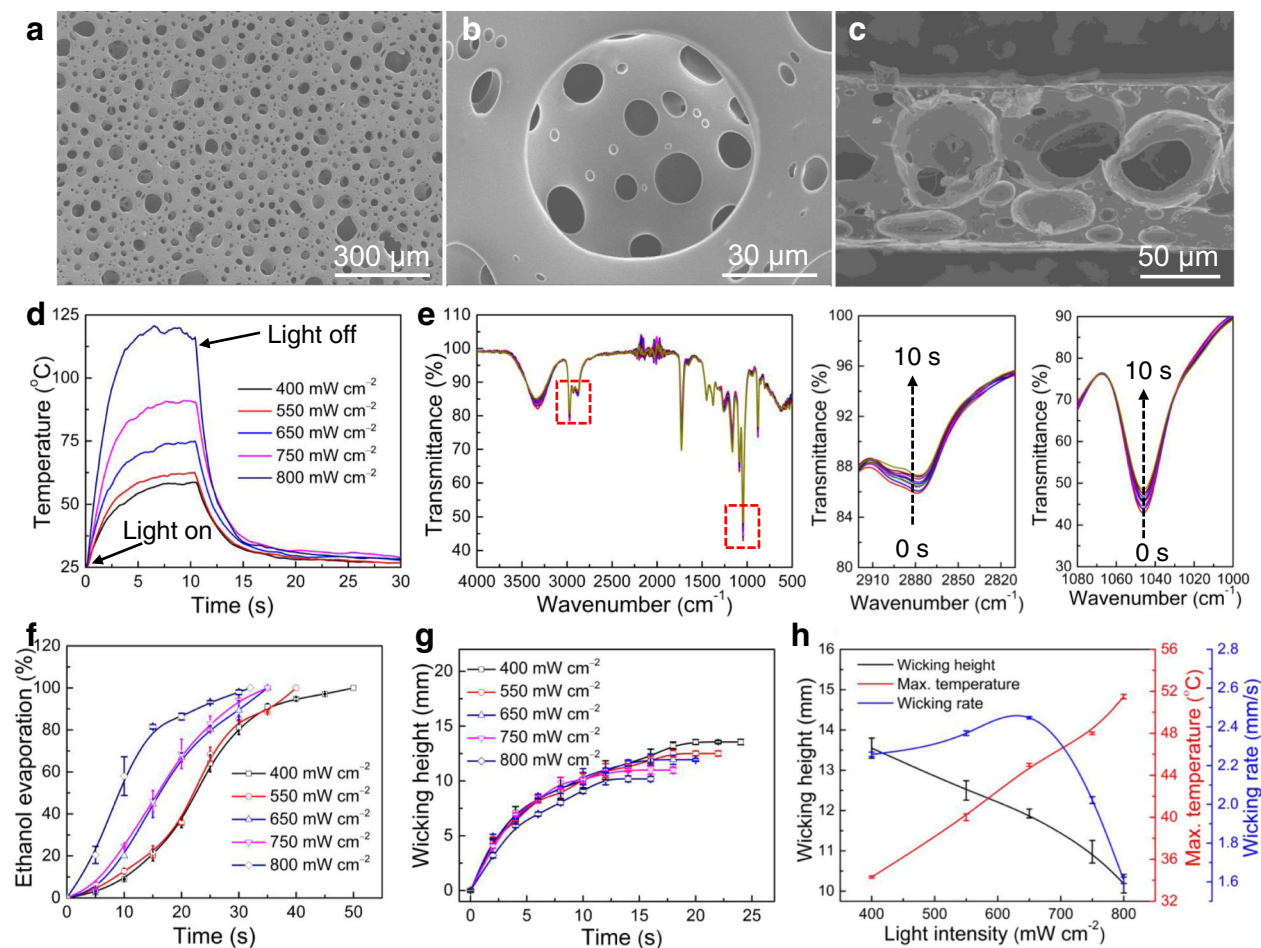 a
b
c
300 μm
30 μm
50 μm
d
125
100
75
50
25
Temperature (°C)
Light off
400 mW cm⁻²
550 mW cm⁻²
650 mW cm⁻²
750 mW cm⁻²
800 mW cm⁻²
Light on
0 5 10 15 20 25 30
Time (s)
e
110
100
90
80
70
60
50
40
Transmittance (%)
4000 3500 3000 2500 2000 1500 1000 500
Wavenumber (cm⁻¹)
100
96
92
88
84
80
Transmittance (%)
10 s
0 s
2910 2880 2850 2820
Wavenumber (cm⁻¹)
90
80
70
60
50
40
30
Transmittance (%)
10 s
0 s
1080 1060 1040 1020 1000
Wavenumber (cm⁻¹)
f
120
100
80
60
40
20
0
Ethanol evaporation (%)
400 mW cm⁻²
550 mW cm⁻²
650 mW cm⁻²
750 mW cm⁻²
800 mW cm⁻²
0 10 20 30 40 50
Time (s)
g
20
15
10
5
0
Wicking height (mm)
400 mW cm⁻²
550 mW cm⁻²
650 mW cm⁻²
750 mW cm⁻²
800 mW cm⁻²
0 5 10 15 20 25
Time (s)
h
16
15
14
13
12
11
10
Wicking height (mm)
Wicking height
Max. temperature
Wicking rate
400 500 600 700 800
Light intensity (mW cm⁻²)
56
52
48
44
40
36
32
Max. temperature (°C)
2.8
2.6
2.4
2.2
2.0
1.8
1.6
Wicking rate (mm/s)